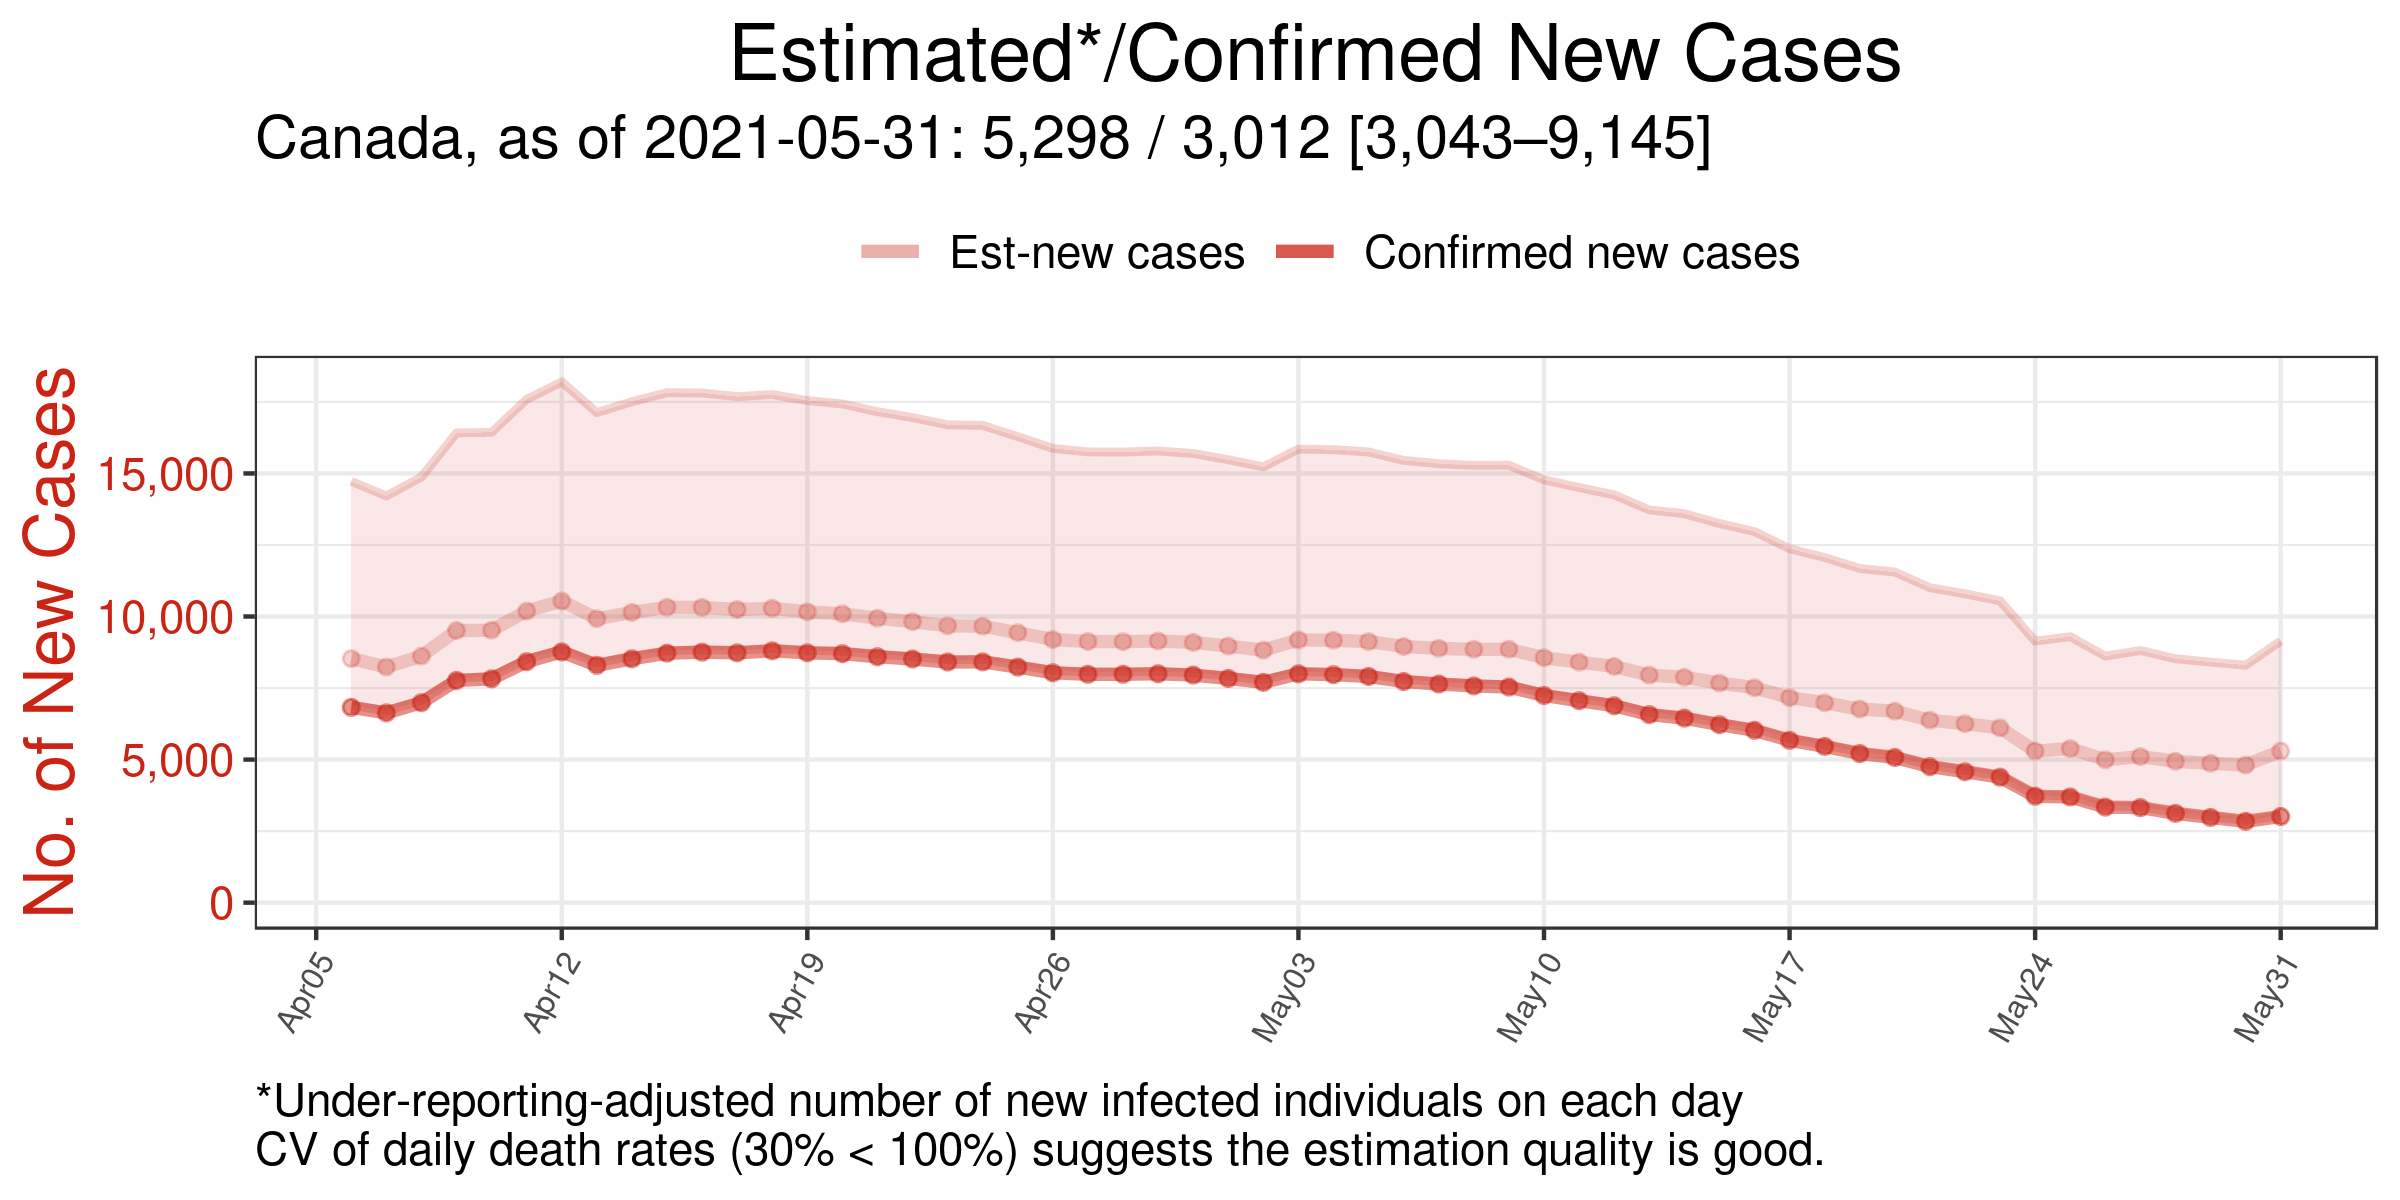 Estimated*/Confirmed New Cases
Canada, as of 2021-05-31: 5,298 / 3,012 [3,043–9,145]
Est-new cases Confirmed new cases
No. of New Cases
15,000
10,000
5,000
0
Apr05 Apr12 Apr19 Apr26 May03 May10 May17 May24 May31
*Under-reporting-adjusted number of new infected individuals on each day
CV of daily death rates (30% < 100%) suggests the estimation quality is good.